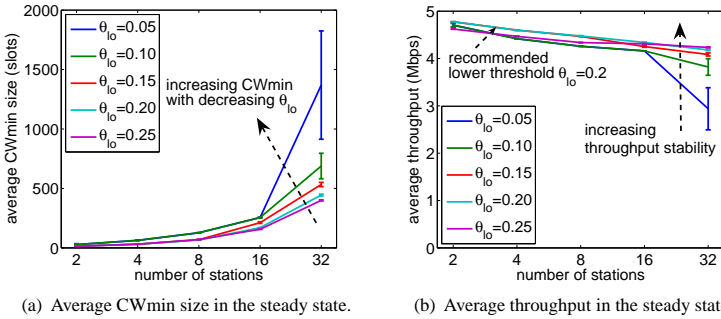 2000
1500
1000
500
0
average CWmin size (slots)
θlo=0.05
θlo=0.10
θlo=0.15
θlo=0.20
θlo=0.25
increasing CWmin
with decreasing θlo
2 4 8 16 32
number of stations
(a) Average CWmin size in the steady state.
5
4
3
2
1
0
average throughput (Mbps)
recommended
lower threshold θlo=0.2
θlo=0.05
θlo=0.10
θlo=0.15
θlo=0.20
θlo=0.25
increasing
throughput stability
2 4 8 16 32
number of stations
(b) Average throughput in the steady stat